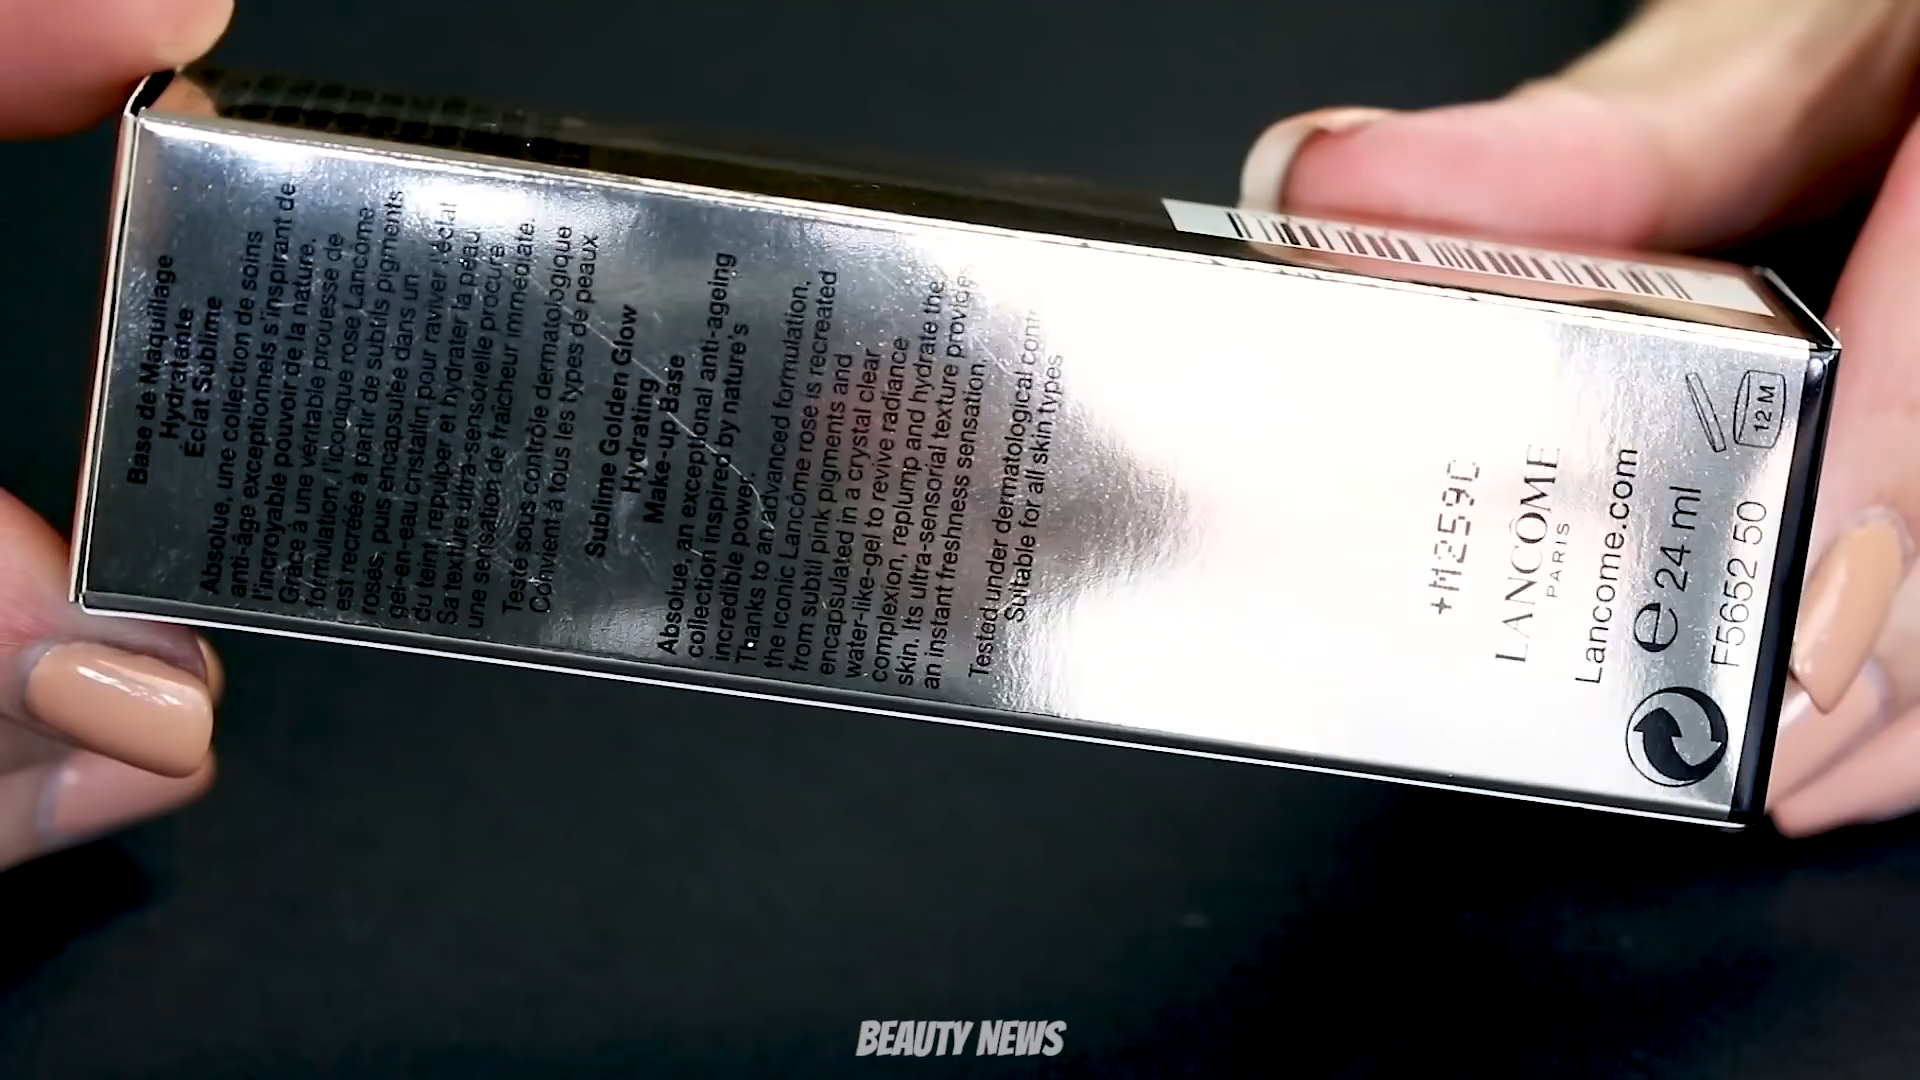 Base de Maquillage
Hydratante
Éclat Sublime
Absolue, une collection de soins
anti-âge exceptionnels s'inspirant de
l'incroyable pouvoir de la nature.
Grâce à une véritable prouesse de
formulation, l'iconique rose Lancôme
est recréée à partir de subtils pigments
rosés, puis encapsulée dans un
gel-en-eau cristallin pour raviver l'éclat
du teint, repulper et hydrater la peau.
Sa texture ultra-sensorielle procure
une sensation de fraîcheur immédiate.
Testé sous contrôle dermatologique
Convient à tous les types de peaux
Sublime Golden Glow
Hydrating
Make-up Base
Absolue, an exceptional anti-ageing
collection inspired by nature's
incredible power.
Thanks to an advanced formulation,
the iconic Lancôme rose is recreated
from subtil pink pigments and
encapsulated in a crystal clear
water-like-gel to revive radiance
complexion, replump and hydrate the
skin. Its ultra-sensorial texture provides
an instant freshness sensation.
Tested under dermatological
Suitable for all skin types
+M259C
LANCÔME
PARIS
Lancome.com
e 24 ml
F5652 50
12 M
BEAUTY NEWS